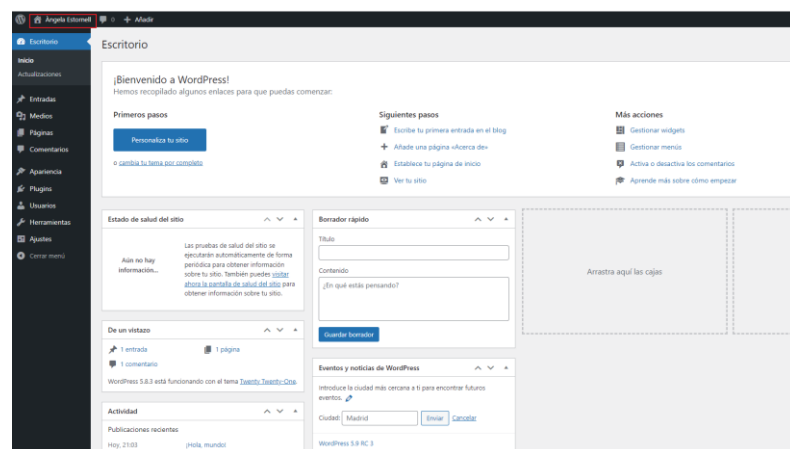 Ángela Estornell 0 + Añadir
Escritorio
Inicio
Actualizaciones
Entradas
Medios
Páginas
Comentarios
Apariencia
Plugins
Usuarios
Herramientas
Ajustes
Cerrar menú
Escritorio
¡Bienvenido a WordPress!
Hemos recopilado algunos enlaces para que puedas comenzar:
Primeros pasos
Personaliza tu sitio
o cambia tu tema por completo
Siguientes pasos
Escribe tu primera entrada en el blog
Añade una página «Acerca de»
Establece tu página de inicio
Ver tu sitio
Más acciones
Gestionar widgets
Gestionar menús
Activa o desactiva los comentarios
Aprende más sobre cómo empezar
Estado de salud del sitio
Aún no hay
información...
Las pruebas de salud del sitio se
ejecutarán automáticamente de forma
periódica para obtener información
sobre tu sitio. También puedes visitar
ahora la pantalla de salud del sitio para
obtener información sobre tu sitio.
De un vistazo
1 entrada
1 página
1 comentario
WordPress 5.8.3 está funcionando con el tema Twenty Twenty-One.
Actividad
Publicaciones recientes
Hoy, 21:03 ¡Hola, mundo!
Borrador rápido
Título
Contenido
¿En qué estás pensando?
Guardar borrador
Eventos y noticias de WordPress
Introduce la ciudad más cercana a ti para encontrar futuros
eventos.
Ciudad: Madrid Enviar Cancelar
WordPress 5.9 RC 3
Arrastra aquí las cajas